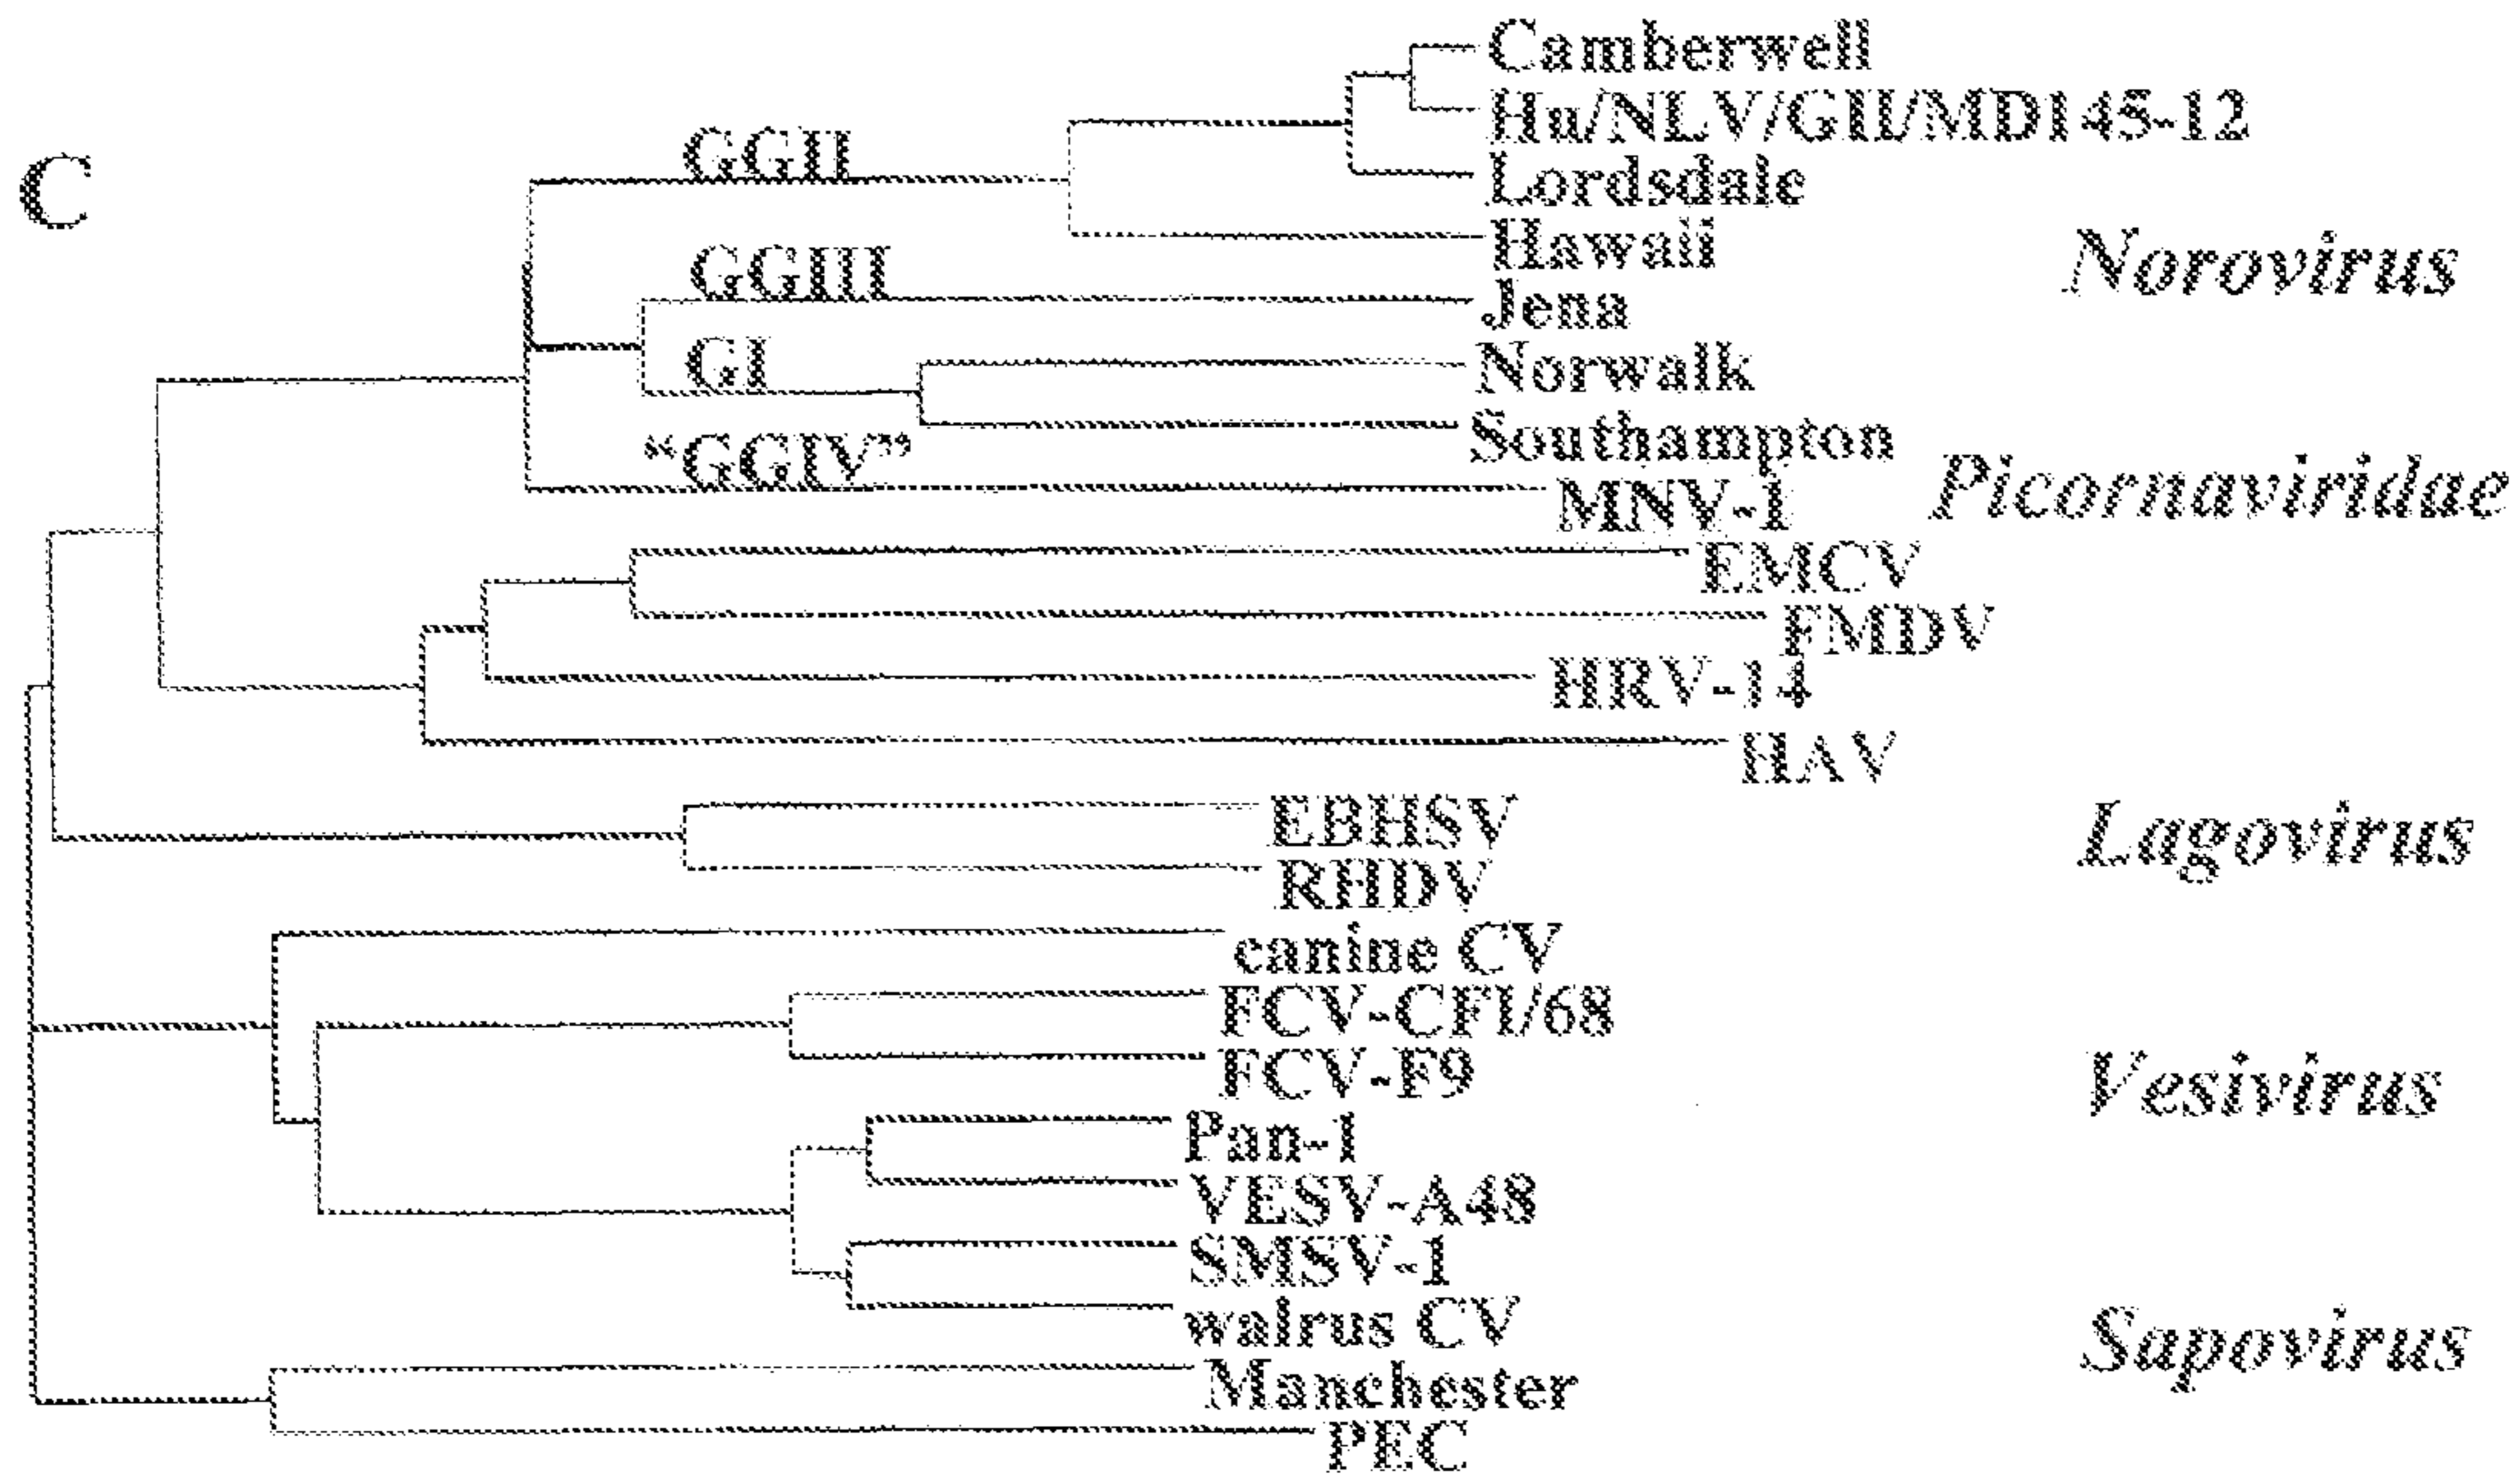 C
GGII
GGIII
GI
“GGIV”
Camberwell
Hu/NLV/GII/MD145-12
Lordsdale
Hawaii
Jena
Norwalk
Southampton
MNV-1
EMCV
FMDV
HRV-14
HAV
EBHSV
RHDV
canine CV
FCV-CFI/68
FCV-F9
Pan-1
VESV-A48
SMSV-1
walrus CV
Manchester
PEC
Norovirus
Picornaviridae
Lagovirus
Vesivirus
Sapovirus